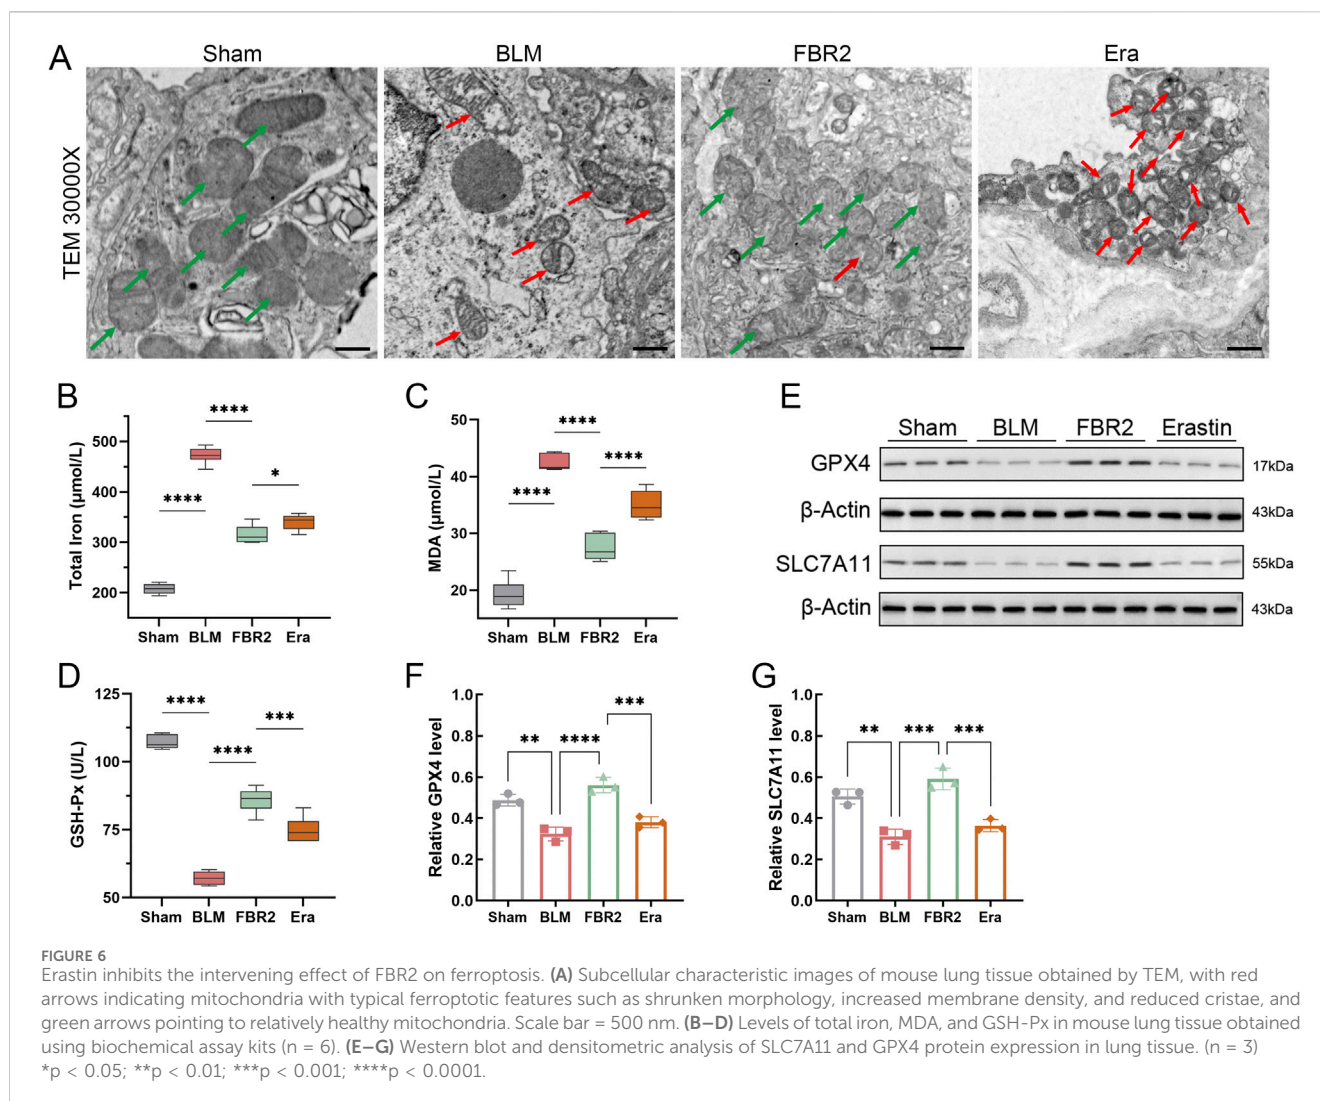 A
Sham
BLM
FBR2
Era
TEM 30000X
B
Total Iron (μmol/L)
500
400
300
200
****
****
*
Sham BLM FBR2 Era
C
MDA (μmol/L)
50
40
30
20
****
****
****
Sham BLM FBR2 Era
E
Sham BLM FBR2 Erastin
GPX4 17kDa
β-Actin 43kDa
SLC7A11 55kDa
β-Actin 43kDa
D
GSH-Px (U/L)
125
100
75
50
****
****
***
Sham BLM FBR2 Era
F
Relative GPX4 level
1.0
0.8
0.6
0.4
0.2
0.0
**
****
***
Sham BLM FBR2 Era
G
Relative SLC7A11 level
1.0
0.8
0.6
0.4
0.2
0.0
**
***
***
Sham BLM FBR2 Era
FIGURE 6
Erastin inhibits the intervening effect of FBR2 on ferroptosis. (A) Subcellular characteristic images of mouse lung tissue obtained by TEM, with red
arrows indicating mitochondria with typical ferroptotic features such as shrunken morphology, increased membrane density, and reduced cristae, and
green arrows pointing to relatively healthy mitochondria. Scale bar = 500 nm. (B–D) Levels of total iron, MDA, and GSH-Px in mouse lung tissue obtained
using biochemical assay kits (n = 6). (E–G) Western blot and densitometric analysis of SLC7A11 and GPX4 protein expression in lung tissue. (n = 3)
*p < 0.05; **p < 0.01; ***p < 0.001; ****p < 0.0001.